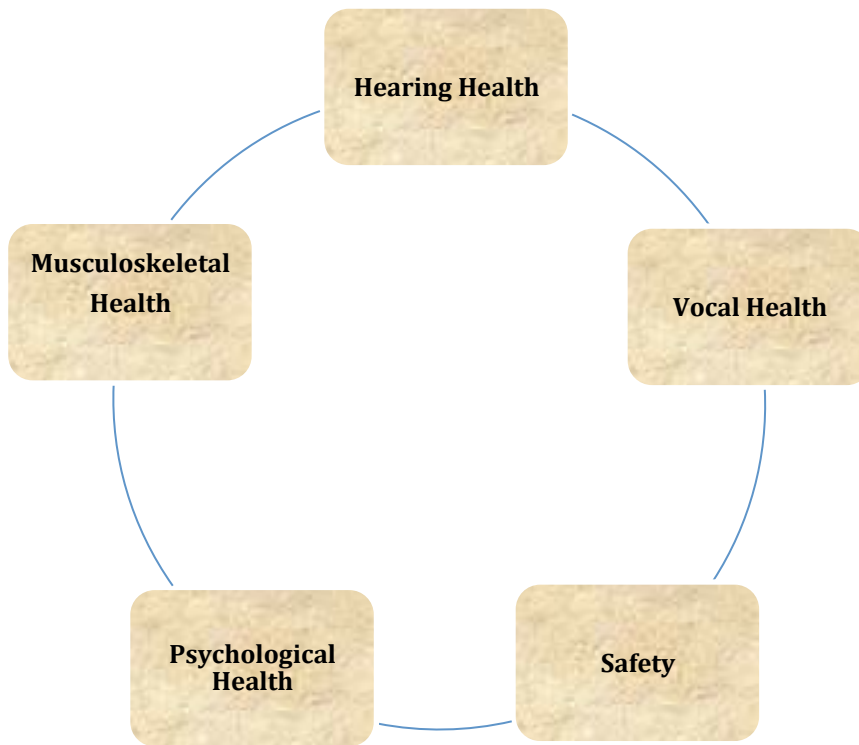 Hearing Health
Musculoskeletal
Health
Vocal Health
Psychological
Health
Safety